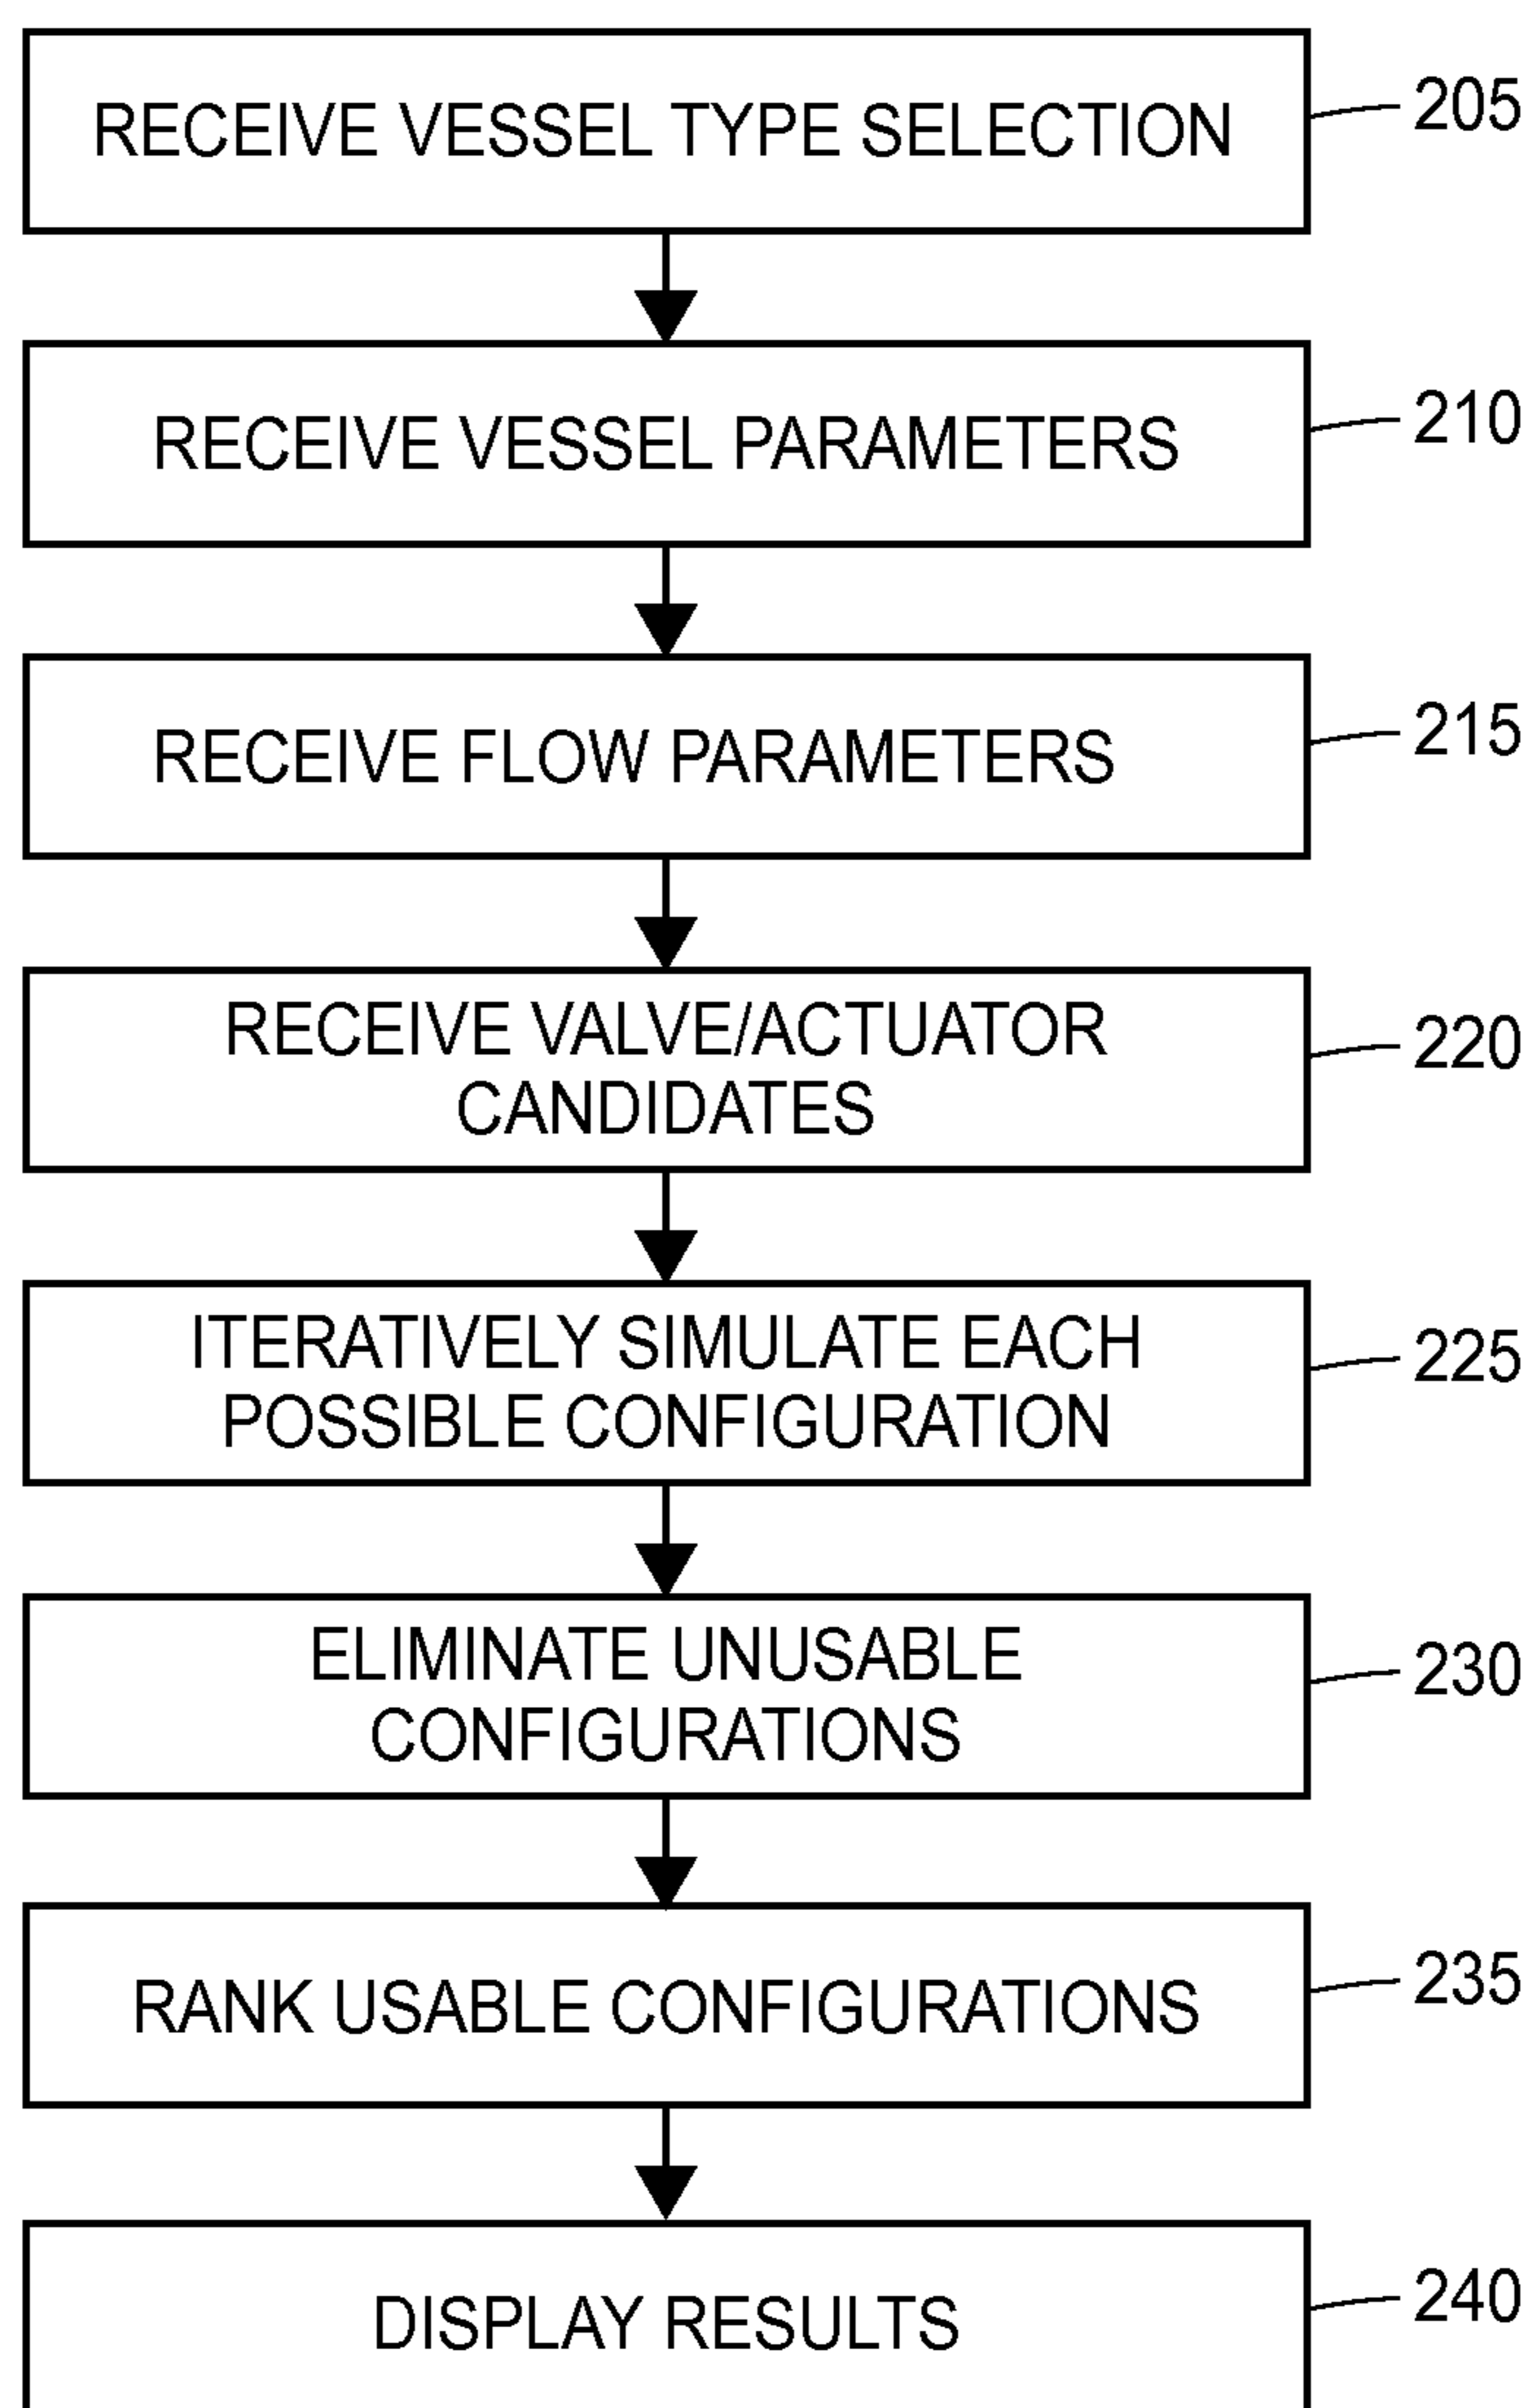 RECEIVE VESSEL TYPE SELECTION
205
RECEIVE VESSEL PARAMETERS
210
RECEIVE FLOW PARAMETERS
215
RECEIVE VALVE/ACTUATOR
CANDIDATES
220
ITERATIVELY SIMULATE EACH
POSSIBLE CONFIGURATION
225
ELIMINATE UNUSABLE
CONFIGURATIONS
230
RANK USABLE CONFIGURATIONS
235
DISPLAY RESULTS
240